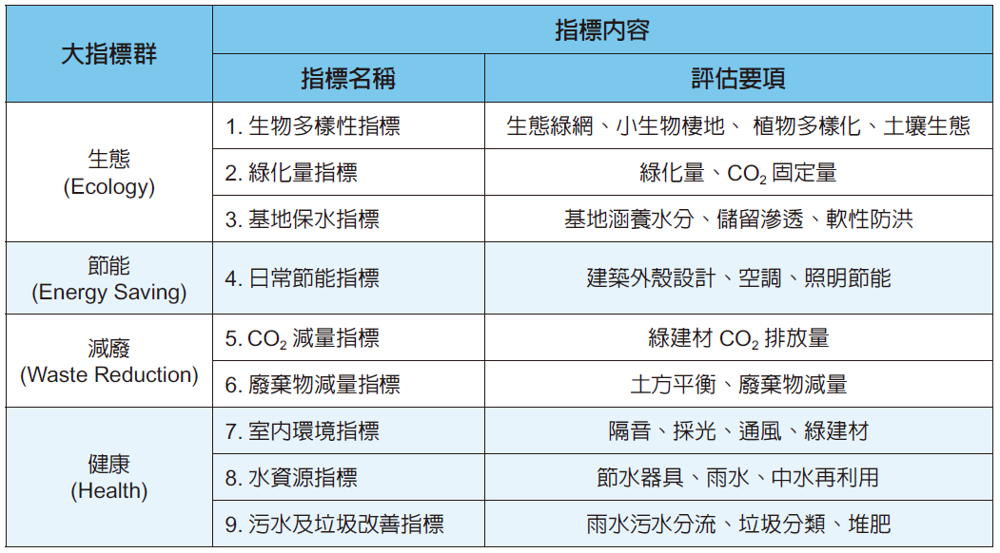 大指標群
指標內容
指標名稱
評估要項
生態
(Ecology)
1. 生物多樣性指標
生態綠網、小生物棲地、 植物多樣化、土壤生態
2. 綠化量指標
綠化量、CO₂ 固定量
3. 基地保水指標
基地涵養水分、儲留滲透、軟性防洪
節能
(Energy Saving)
4. 日常節能指標
建築外殼設計、空調、照明節能
減廢
(Waste Reduction)
5. CO₂ 減量指標
綠建材 CO₂ 排放量
6. 廢棄物減量指標
土方平衡、廢棄物減量
健康
(Health)
7. 室內環境指標
隔音、採光、通風、綠建材
8. 水資源指標
節水器具、雨水、中水再利用
9. 污水及垃圾改善指標
雨水污水分流、垃圾分類、堆肥